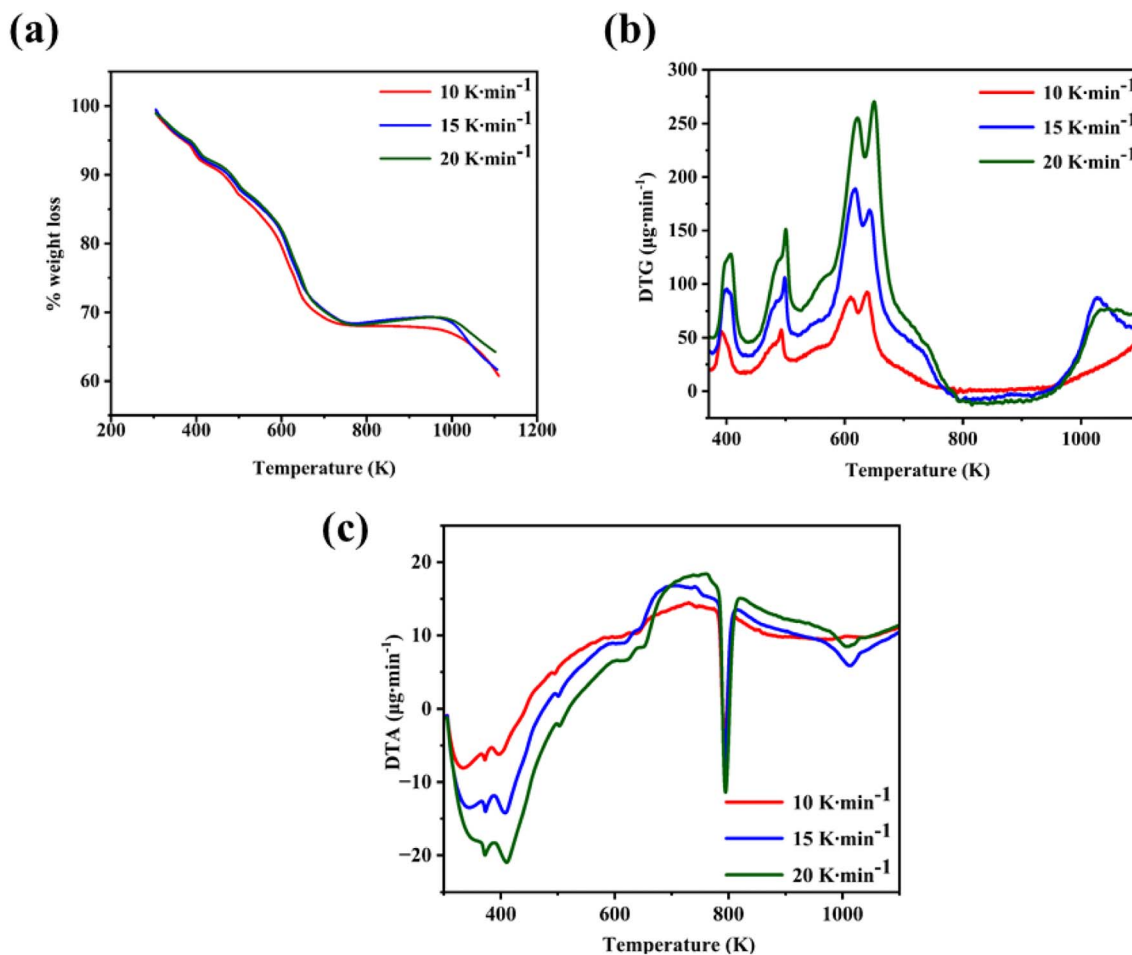 (a)
100
90
80
70
60
% weight loss
200 400 600 800 1000 1200
Temperature (K)
10 K·min⁻¹
15 K·min⁻¹
20 K·min⁻¹
(b)
300
250
200
150
100
50
0
DTG (µg·min⁻¹)
400 600 800 1000
Temperature (K)
10 K·min⁻¹
15 K·min⁻¹
20 K·min⁻¹
(c)
20
10
0
−10
−20
DTA (µg·min⁻¹)
400 600 800 1000
Temperature (K)
10 K·min⁻¹
15 K·min⁻¹
20 K·min⁻¹